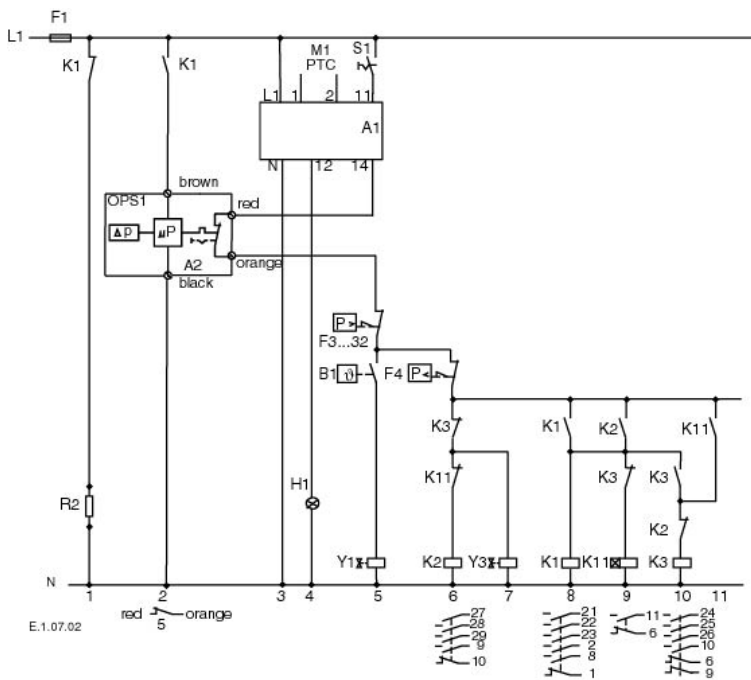 F1
L1
K1
K1
M1
PTC
S1
L1 1 2 11
A1
N 12 14
brown
OPS1
red
Δp
µP
A2
orange
black
P>
F3...32
B1 ϑ
F4 P<
K3
K1
K2
K11
K11
K3
K3
R2
H1
K2
Y1
K2
Y3
K1
K11
K3
N
1 2 3 4 5 6 7 8 9 10 11
red orange
5
E.1.07.02
27
28
29
9
10
21
22
23
2
8
1
11
6
24
25
26
10
6
9